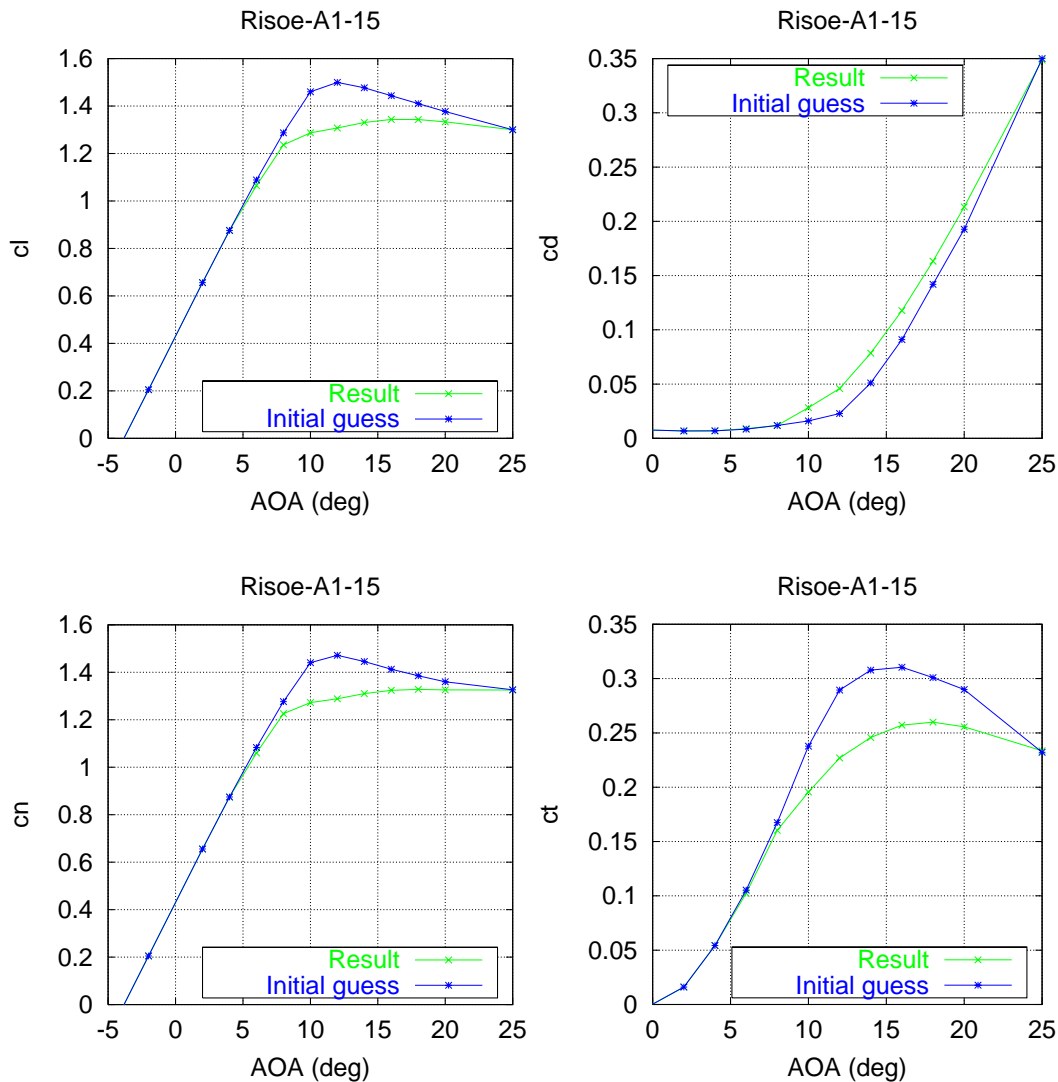 Risoe-A1-15
1.6
1.4
1.2
1
0.8
0.6
0.4
0.2
0
cl
Result
Initial guess
-5 0 5 10 15 20 25
AOA (deg)
Risoe-A1-15
0.35
0.3
0.25
0.2
0.15
0.1
0.05
0
cd
Result
Initial guess
0 5 10 15 20 25
AOA (deg)
Risoe-A1-15
1.6
1.4
1.2
1
0.8
0.6
0.4
0.2
0
cn
Result
Initial guess
-5 0 5 10 15 20 25
AOA (deg)
Risoe-A1-15
0.35
0.3
0.25
0.2
0.15
0.1
0.05
0
ct
Result
Initial guess
0 5 10 15 20 25
AOA (deg)